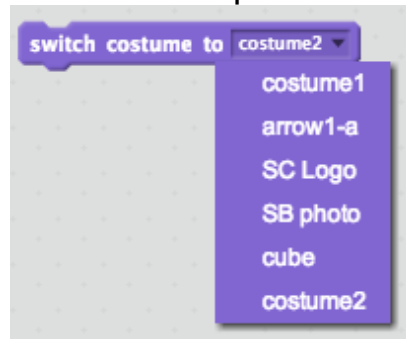 switch costume to costume2
costume1
arrow1-a
SC Logo
SB photo
cube
costume2